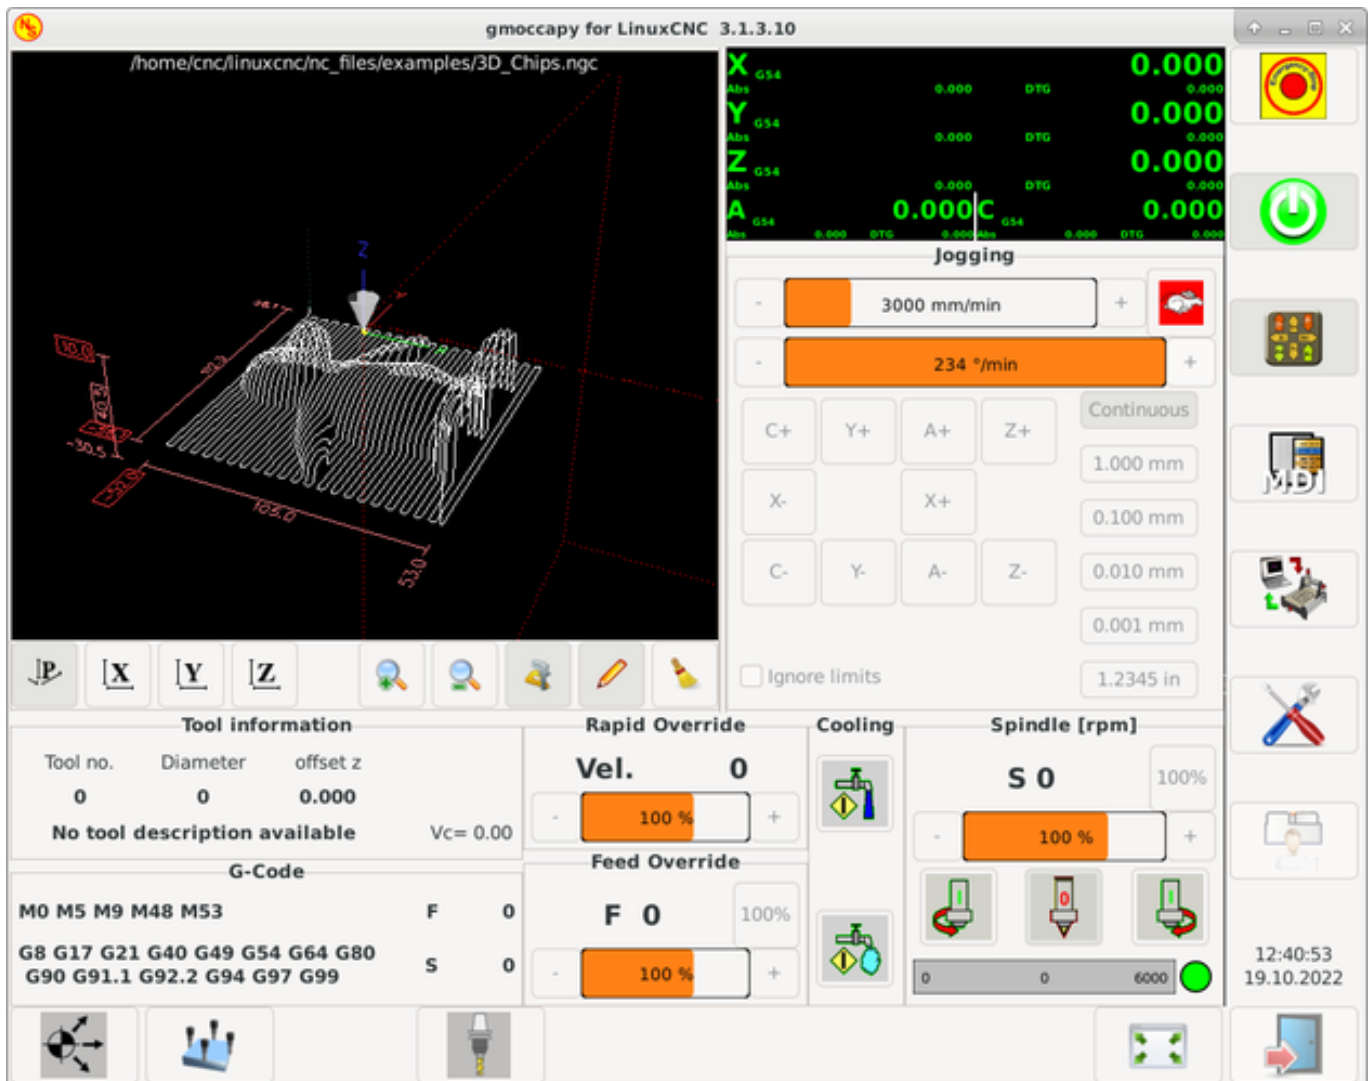 gmoccapy for LinuxCNC 3.1.3.10
/home/cnc/linuxcnc/nc_files/examples/3D_Chips.ngc
X G54 0.000
Abs 0.000 DTG 0.000
Y G54 0.000
Abs 0.000 DTG 0.000
Z G54 0.000
Abs 0.000 DTG 0.000
A G54 0.000 C G54 0.000
Abs 0.000 DTG 0.000 Abs 0.000 DTG 0.000
Z
10.0
40.5
-30.5
-52.0
105.0
53.0
Jogging
- 3000 mm/min +
- 234 °/min +
C+ Y+ A+ Z+ Continuous
1.000 mm
X- X+ 0.100 mm
C- Y- A- Z- 0.010 mm
0.001 mm
Ignore limits 1.2345 in
MDI
P X Y Z
Tool information
Tool no. Diameter offset z
0 0 0.000
No tool description available Vc= 0.00
G-Code
M0 M5 M9 M48 M53 F 0
G8 G17 G21 G40 G49 G54 G64 G80
G90 G91.1 G92.2 G94 G97 G99 S 0
Rapid Override
Vel. 0
- 100 % +
Feed Override
F 0 100%
- 100 % +
Cooling
Spindle [rpm]
S 0 100%
- 100 % +
0 0 6000
12:40:53
19.10.2022